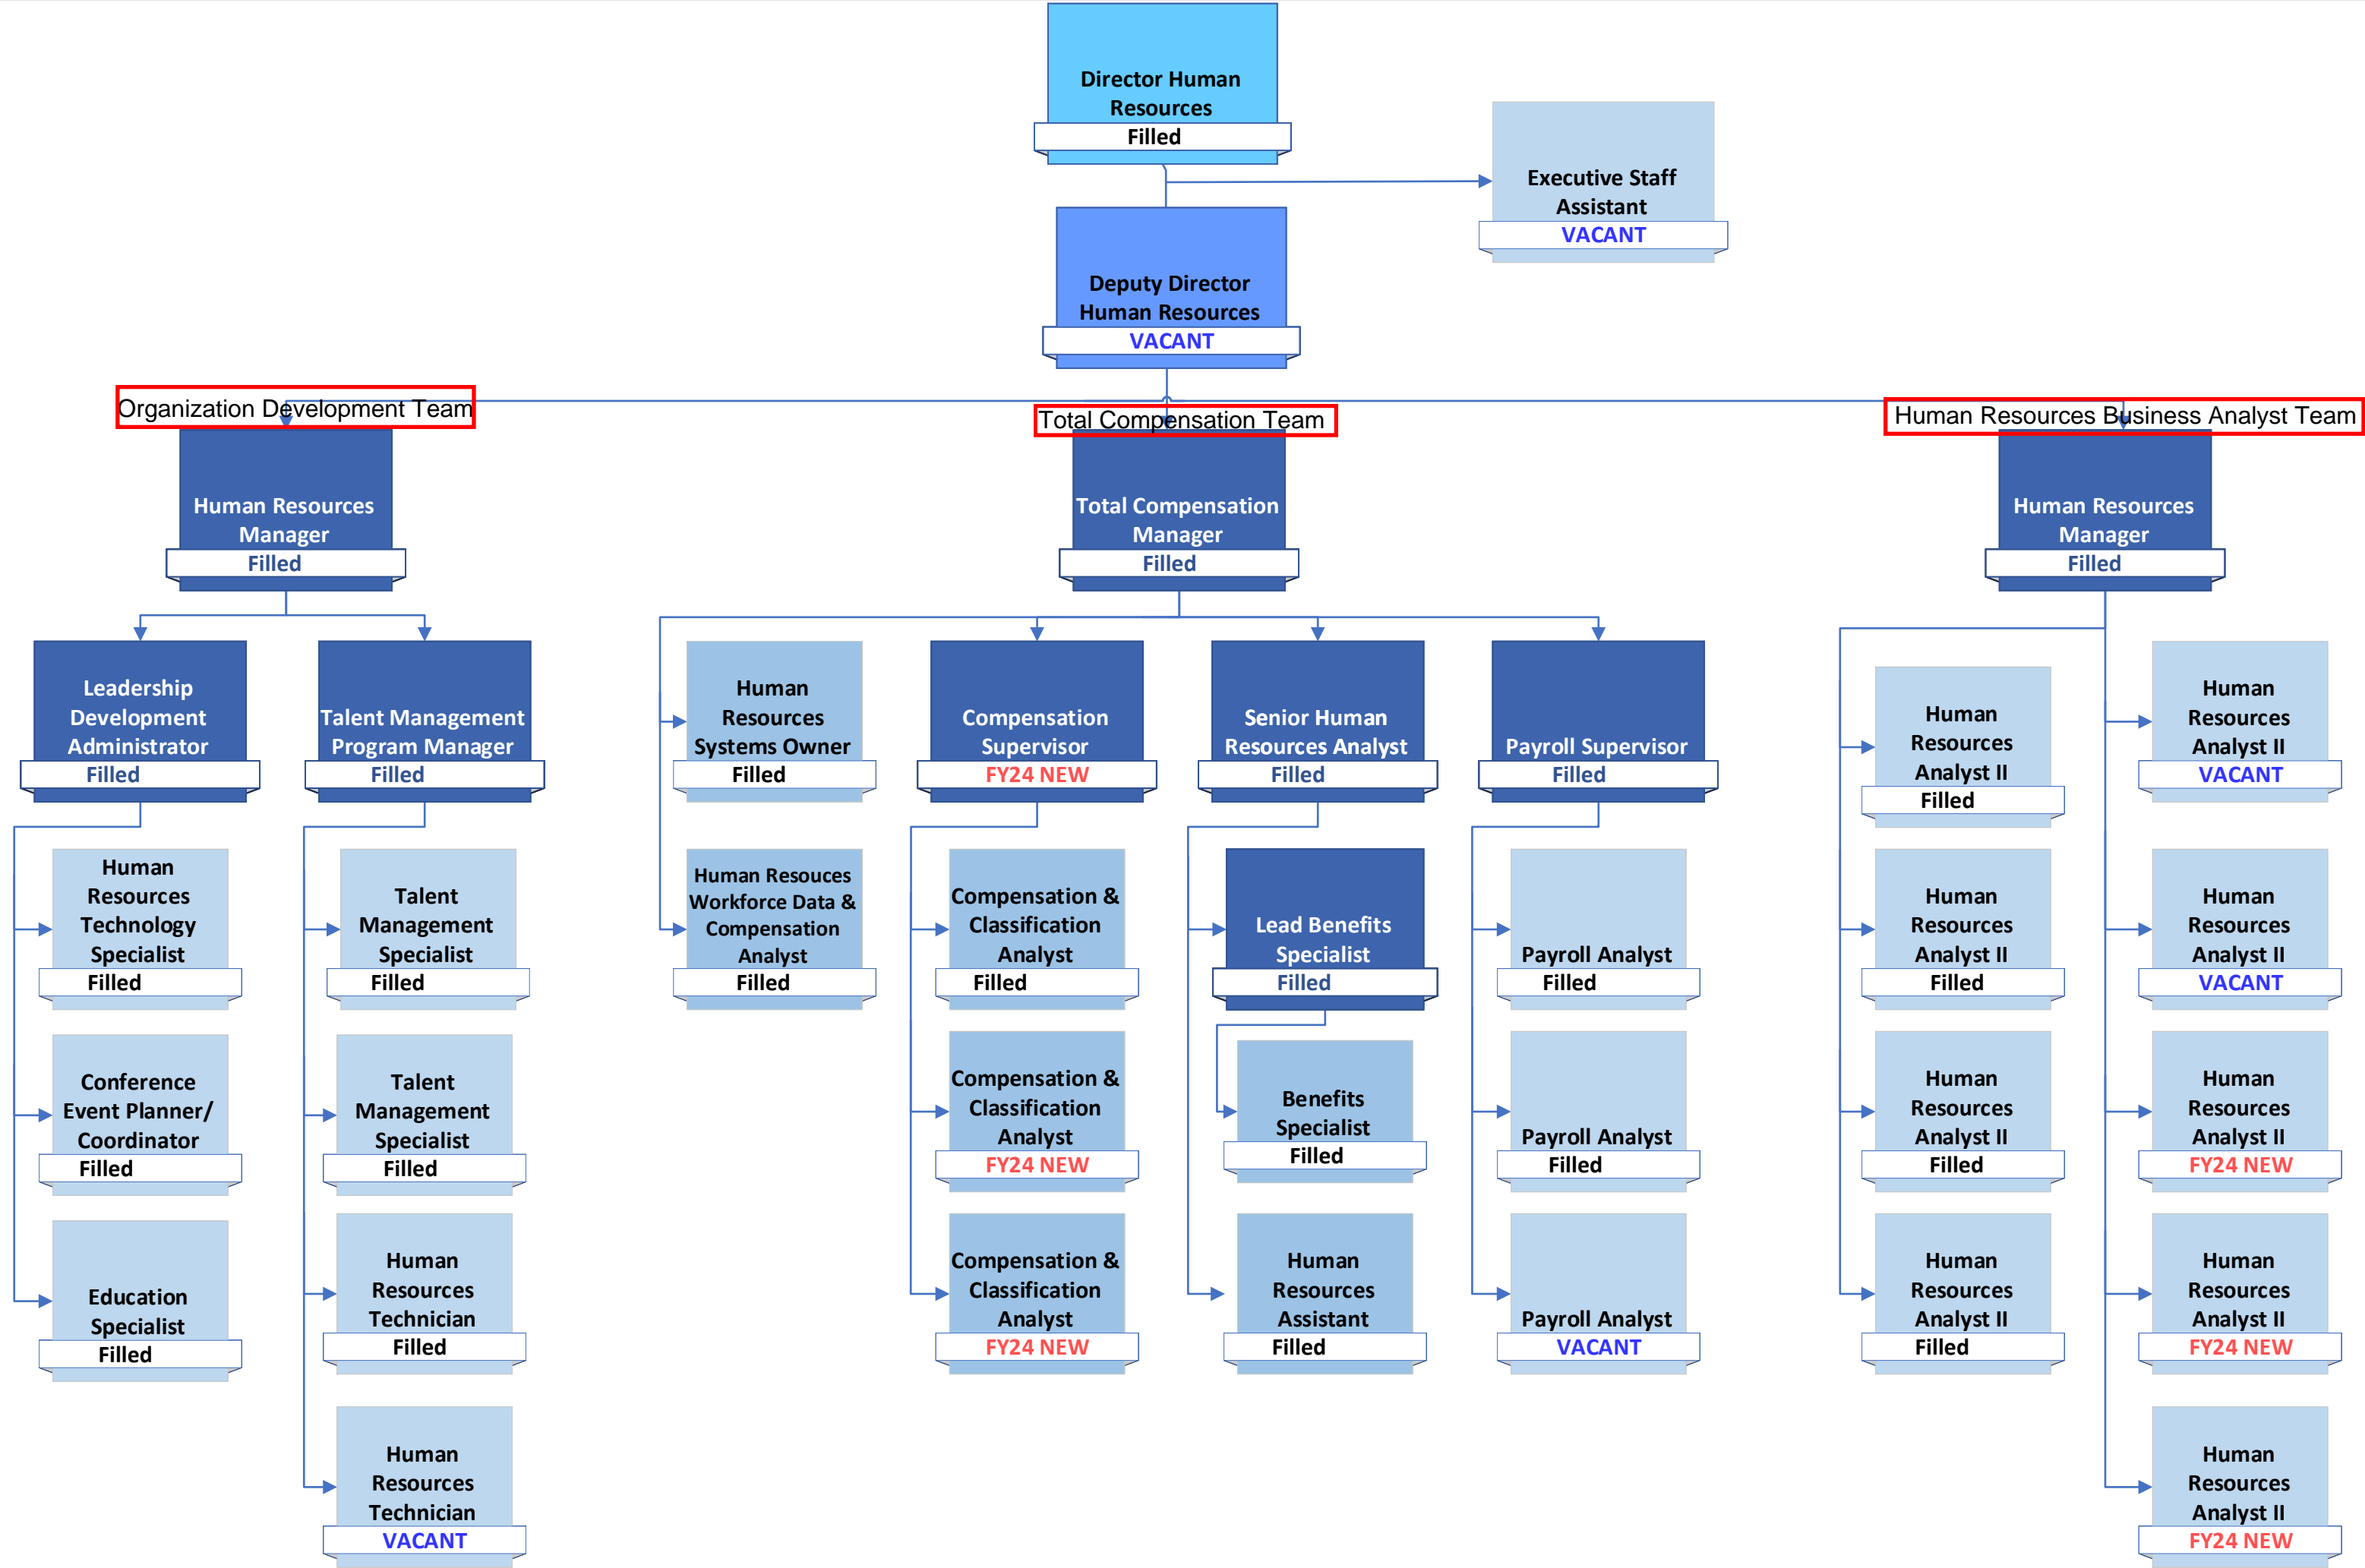 Director Human
Resources
Filled
Executive Staff
Assistant
VACANT
Deputy Director
Human Resources
VACANT
Organization Development Team
Total Compensation Team
Human Resources Business Analyst Team
Human Resources
Manager
Filled
Total Compensation
Manager
Filled
Human Resources
Manager
Filled
Leadership
Development
Administrator
Filled
Talent Management
Program Manager
Filled
Human
Resources
Systems Owner
Filled
Compensation
Supervisor
FY24 NEW
Senior Human
Resources Analyst
Filled
Payroll Supervisor
Filled
Human
Resources
Analyst II
Filled
Human
Resources
Analyst II
VACANT
Human
Resources
Technology
Specialist
Filled
Talent
Management
Specialist
Filled
Human Resouces
Workforce Data &
Compensation
Analyst
Filled
Compensation &
Classification
Analyst
Filled
Lead Benefits
Specialist
Filled
Payroll Analyst
Filled
Human
Resources
Analyst II
Filled
Human
Resources
Analyst II
VACANT
Conference
Event Planner/
Coordinator
Filled
Talent
Management
Specialist
Filled
Compensation &
Classification
Analyst
FY24 NEW
Benefits
Specialist
Filled
Payroll Analyst
Filled
Human
Resources
Analyst II
Filled
Human
Resources
Analyst II
FY24 NEW
Education
Specialist
Filled
Human
Resources
Technician
Filled
Compensation &
Classification
Analyst
FY24 NEW
Human
Resources
Assistant
Filled
Payroll Analyst
VACANT
Human
Resources
Analyst II
Filled
Human
Resources
Analyst II
FY24 NEW
Human
Resources
Technician
VACANT
Human
Resources
Analyst II
FY24 NEW